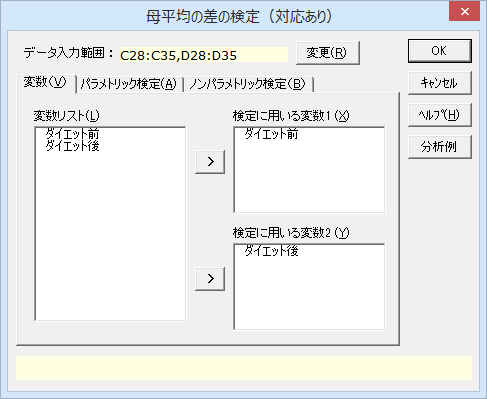 母平均の差の検定（対応あり）
データ入力範囲： C28:C35,D28:D35 変更(R) OK
変数(V) パラメトリック検定(A) ノンパラメトリック検定(B) キャンセル
ヘルプ(H)
変数リスト(L) 検定に用いる変数1(X)
ダイエット前 ダイエット前
ダイエット後 分析例
>
検定に用いる変数2(Y)
ダイエット後
>